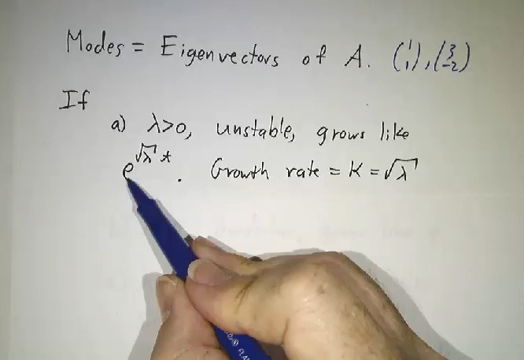 Modes = Eigenvectors of A. (1 1), (3 -2)
If
a) λ>0, unstable, grows like
e^{√λ t}. Growth rate = K = √λ